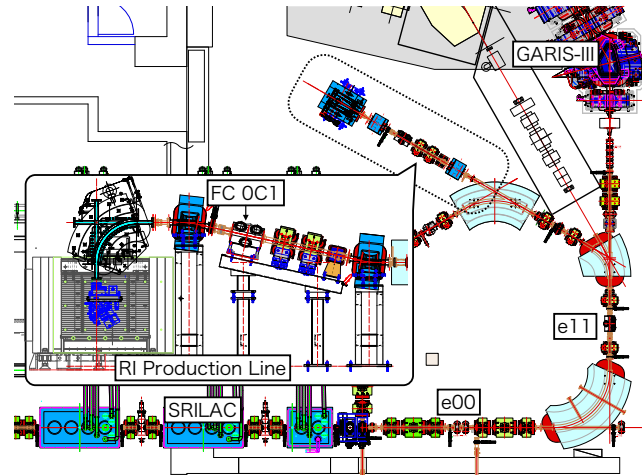 GARIS-III
FC 0C1
e11
RI Production Line
SRILAC
e00